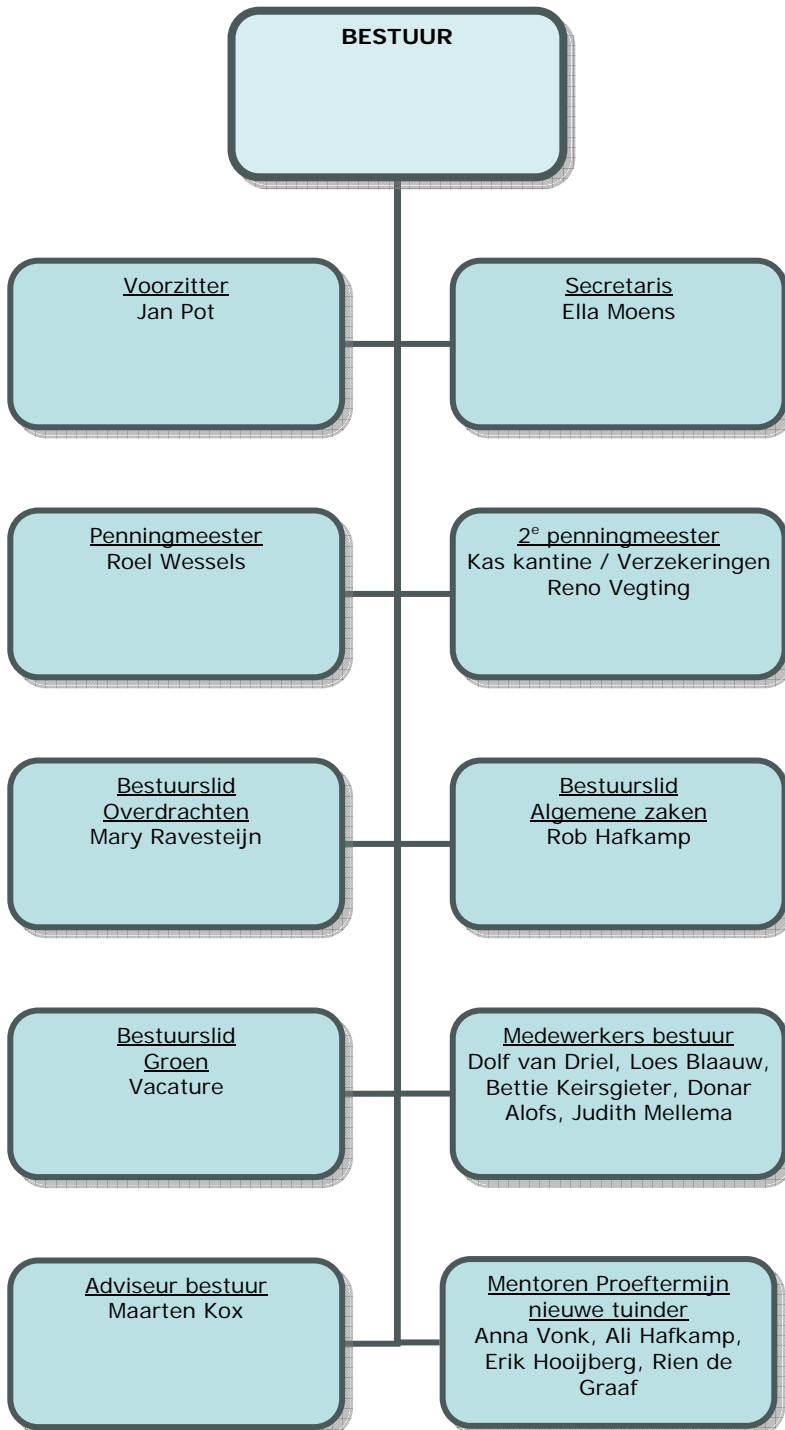 BESTUUR
Voorzitter
Jan Pot
Secretaris
Ella Moens
Penningmeester
Roel Wessels
2e penningmeester
Kas kantine / Verzekeringen
Reno Vegting
Bestuurslid
Overdrachten
Mary Ravesteijn
Bestuurslid
Algemene zaken
Rob Hafkamp
Bestuurslid
Groen
Vacature
Medewerkers bestuur
Dolf van Driel, Loes Blaauw,
Bettie Keirsgieter, Donar
Alofs, Judith Mellema
Adviseur bestuur
Maarten Kox
Mentoren Proeftermijn
nieuwe tuinder
Anna Vonk, Ali Hafkamp,
Erik Hooijberg, Rien de
Graaf